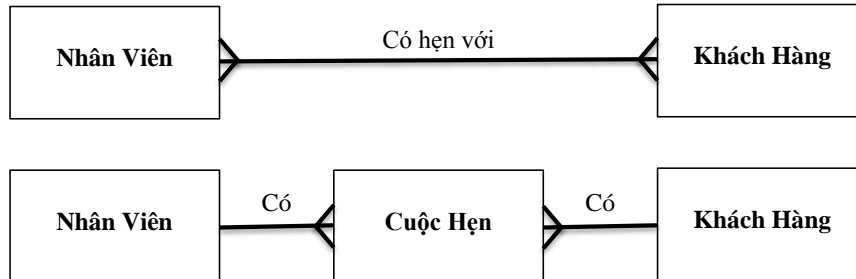 Có hẹn với
Nhân Viên
Khách Hàng
Có
Có
Nhân Viên
Cuộc Hẹn
Khách Hàng